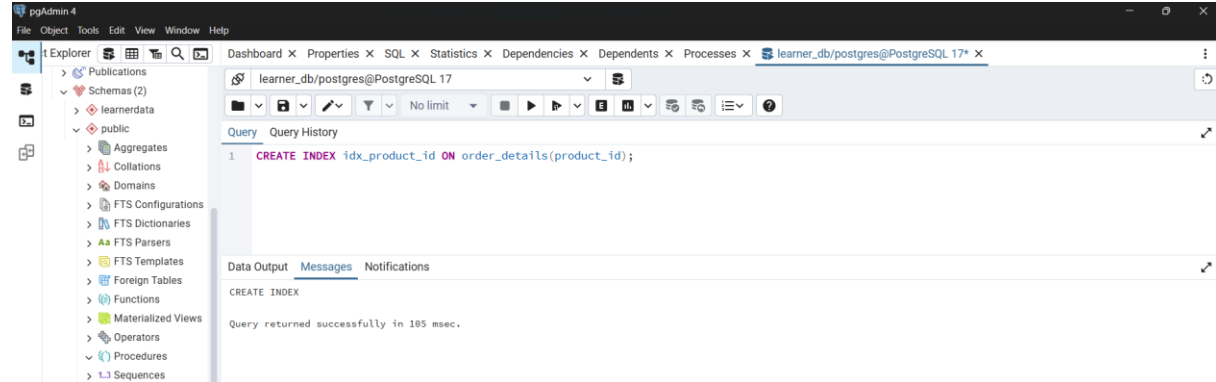 pgAdmin 4
File Object Tools Edit View Window Help
t Explorer
Dashboard Properties SQL Statistics Dependencies Dependents Processes learner_db/postgres@PostgreSQL 17*
Publications
Schemas (2)
learnerdata
public
Aggregates
Collations
Domains
FTS Configurations
FTS Dictionaries
Aa FTS Parsers
FTS Templates
Foreign Tables
Functions
Materialized Views
Operators
Procedures
1..3 Sequences
learner_db/postgres@PostgreSQL 17
No limit
Query Query History
1 CREATE INDEX idx_product_id ON order_details(product_id);
Data Output Messages Notifications
CREATE INDEX
Query returned successfully in 105 msec.